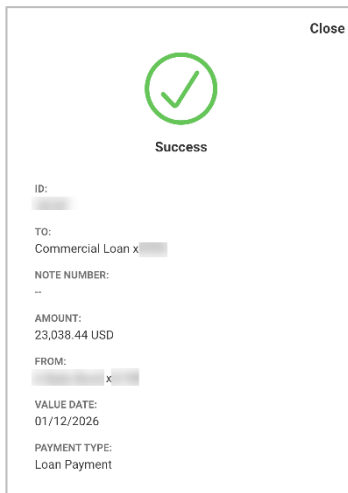 Close
Success
ID:
TO:
Commercial Loan x
NOTE NUMBER:
--
AMOUNT:
23,038.44 USD
FROM:
x
VALUE DATE:
01/12/2026
PAYMENT TYPE:
Loan Payment